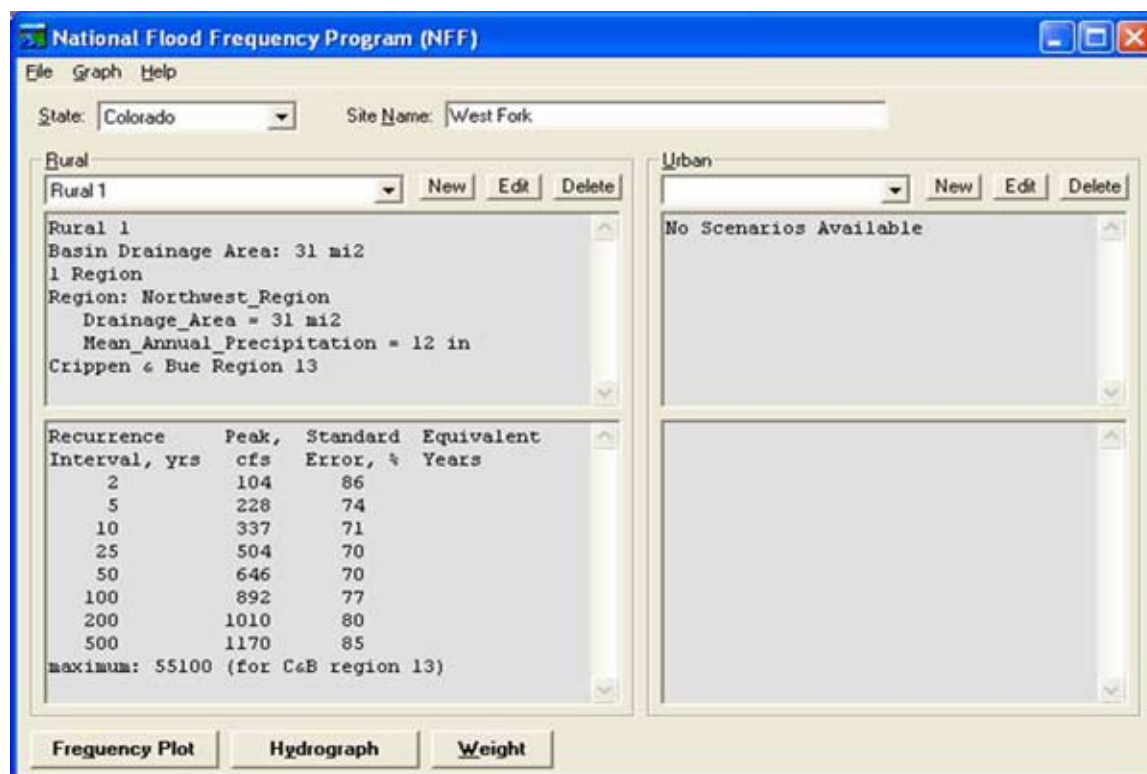 National Flood Frequency Program (NFF)
File Graph Help
State: Colorado Site Name: West Fork
Rural
Rural 1 New Edit Delete
Rural 1
Basin Drainage Area: 31 mi2
1 Region
Region: Northwest_Region
Drainage_Area = 31 mi2
Mean_Annual_Precipitation = 12 in
Crippen & Bue Region 13
Recurrence Peak, Standard Equivalent
Interval, yrs cfs Error, % Years
2 104 86
5 228 74
10 337 71
25 504 70
50 646 70
100 892 77
200 1010 80
500 1170 85
maximum: 55100 (for C&B region 13)
Urban
New Edit Delete
No Scenarios Available
Frequency Plot Hydrograph Weight